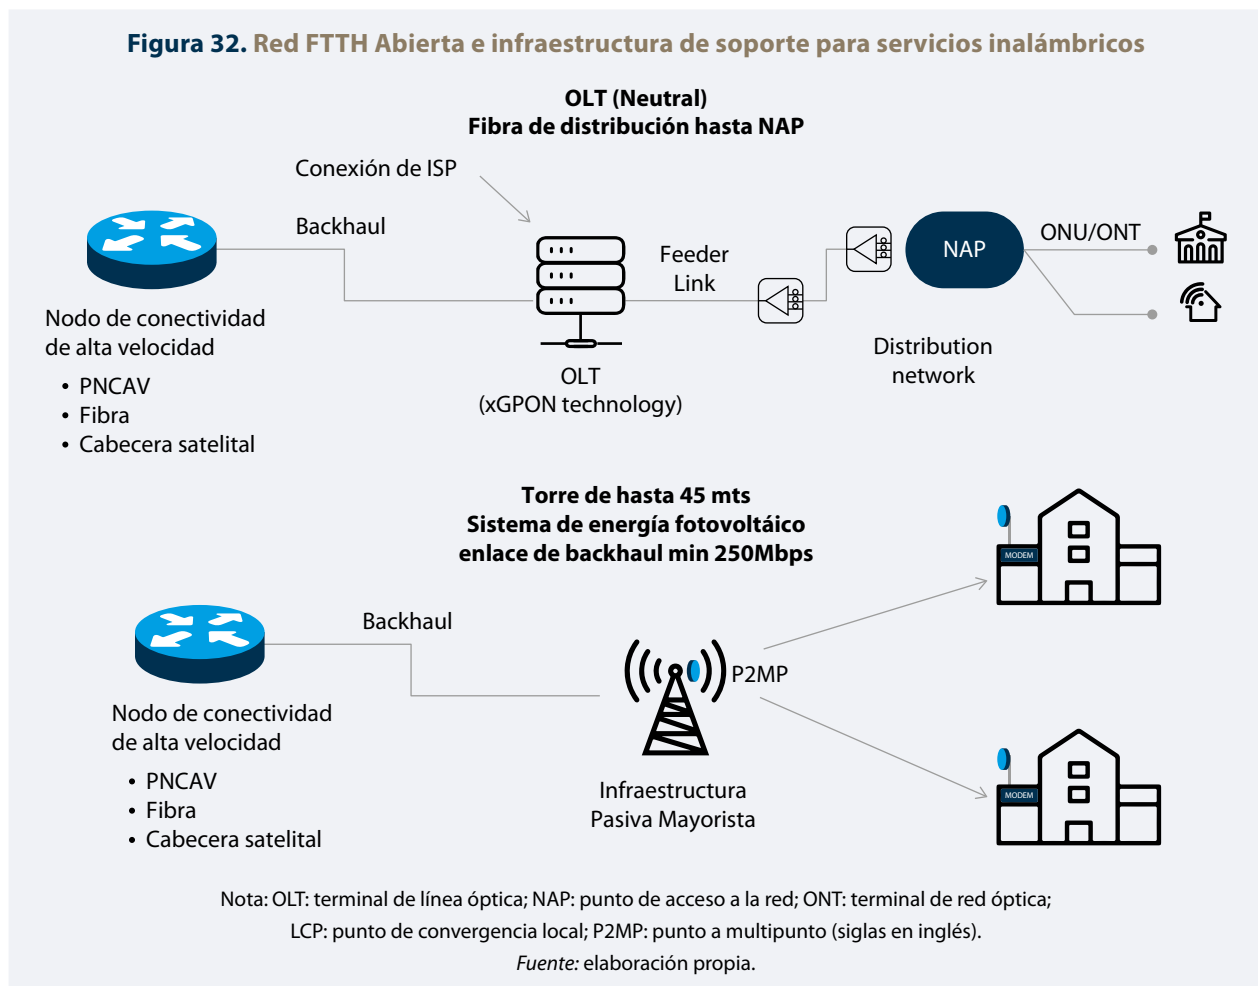 Figura 32. Red FTTH Abierta e infraestructura de soporte para servicios inalámbricos
OLT (Neutral)
Fibra de distribución hasta NAP
Conexión de ISP
Backhaul
Feeder
Link
NAP
ONU/ONT
Nodo de conectividad
de alta velocidad
• PNCAV
• Fibra
• Cabecera satelital
OLT
(xGPON technology)
Distribution
network
Torre de hasta 45 mts
Sistema de energía fotovoltáico
enlace de backhaul min 250Mbps
MODEM
Backhaul
P2MP
Nodo de conectividad
de alta velocidad
• PNCAV
• Fibra
• Cabecera satelital
Infraestructura
Pasiva Mayorista
MODEM
Nota: OLT: terminal de línea óptica; NAP: punto de acceso a la red; ONT: terminal de red óptica;
LCP: punto de convergencia local; P2MP: punto a multipunto (siglas en inglés).
Fuente: elaboración propia.